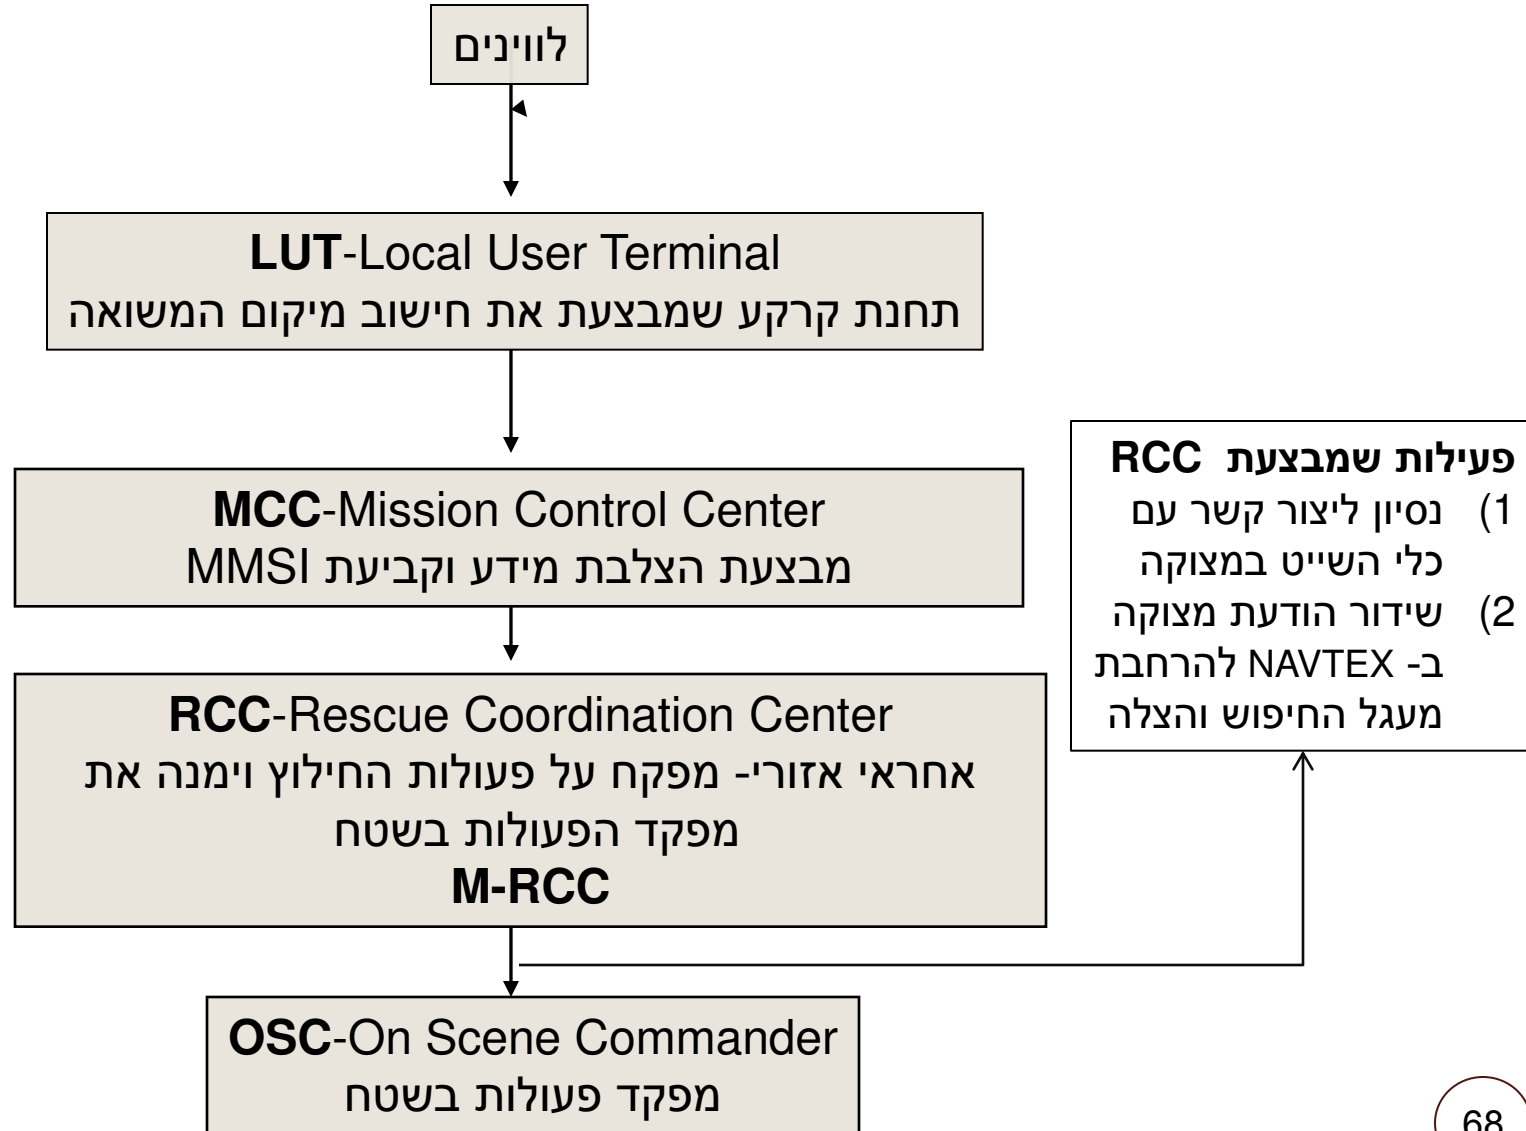 לווינים
LUT-Local User Terminal
תחנת קרקע שמבצעת את חישוב מיקום המשואה
MCC-Mission Control Center
מבצעת הצלבת מידע וקביעת MMSI
RCC-Rescue Coordination Center
אחראי אזורי- מפקח על פעולות החילוץ וימנה את
מפקד הפעולות בשטח
M-RCC
פעילות שמבצעת RCC
1) נסיון ליצור קשר עם
כלי השייט במצוקה
2) שידור הודעת מצוקה
ב- NAVTEX להרחבת
מעגל החיפוש והצלה
OSC-On Scene Commander
מפקד פעולות בשטח
68